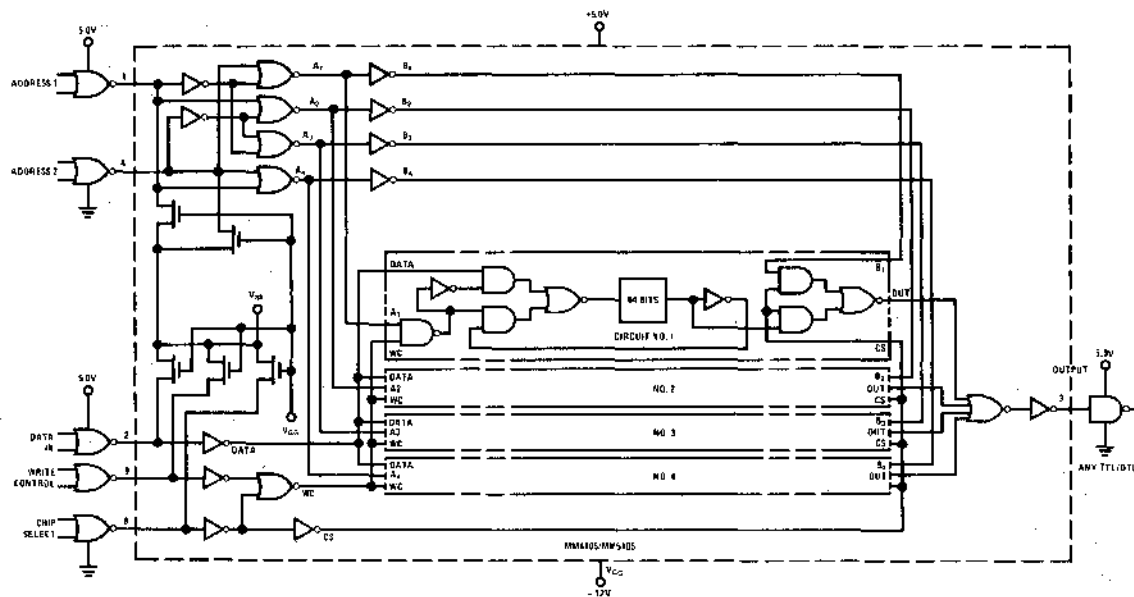 +5.0V
5.0V
ADDRESS 1
1
A1
B1
A2
B2
A3
B3
ADDRESS 2
4
A4
B4
DATA
B1
OUT
64 BITS
A1
CIRCUIT NO. 1
WC
CS
VSS
5.0V
VGG
DATA
A2
WC
NO. 2
B2
OUT
CS
DATA
A3
WC
NO. 3
B3
OUT
CS
DATA
A4
WC
NO. 4
B4
OUT
OUTPUT
3
5.0V
ANY TTL/DTL
DATA
IN
2
DATA
WRITE
CONTROL
9
WC
CHIP
SELECT
8
CS
VGG
-12V